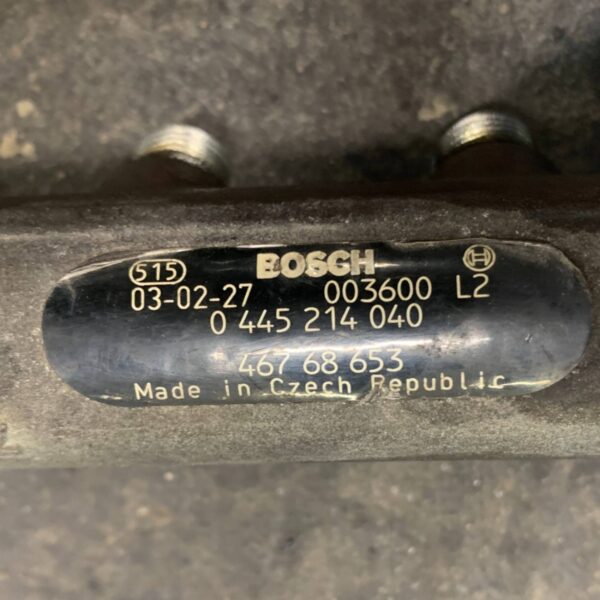 515 BOSCH
03-02-27 003600 L2
0 445 214 040
467 68 653
Made in Czech Republic